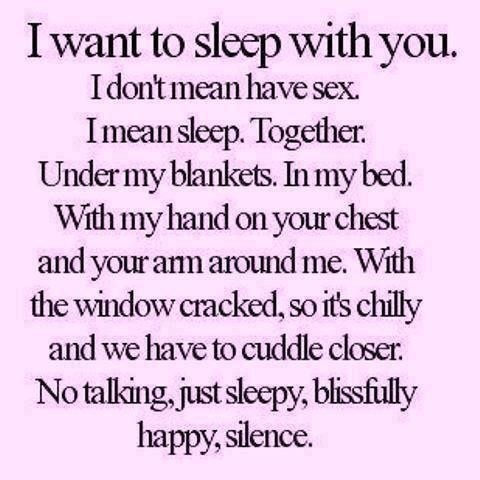 I want to sleep with you.
I don't mean have sex.
I mean sleep. Together.
Under my blankets. In my bed.
With my hand on your chest
and your arm around me. With
the window cracked, so it's chilly
and we have to cuddle closer.
No talking, just sleepy, blissfully
happy, silence.